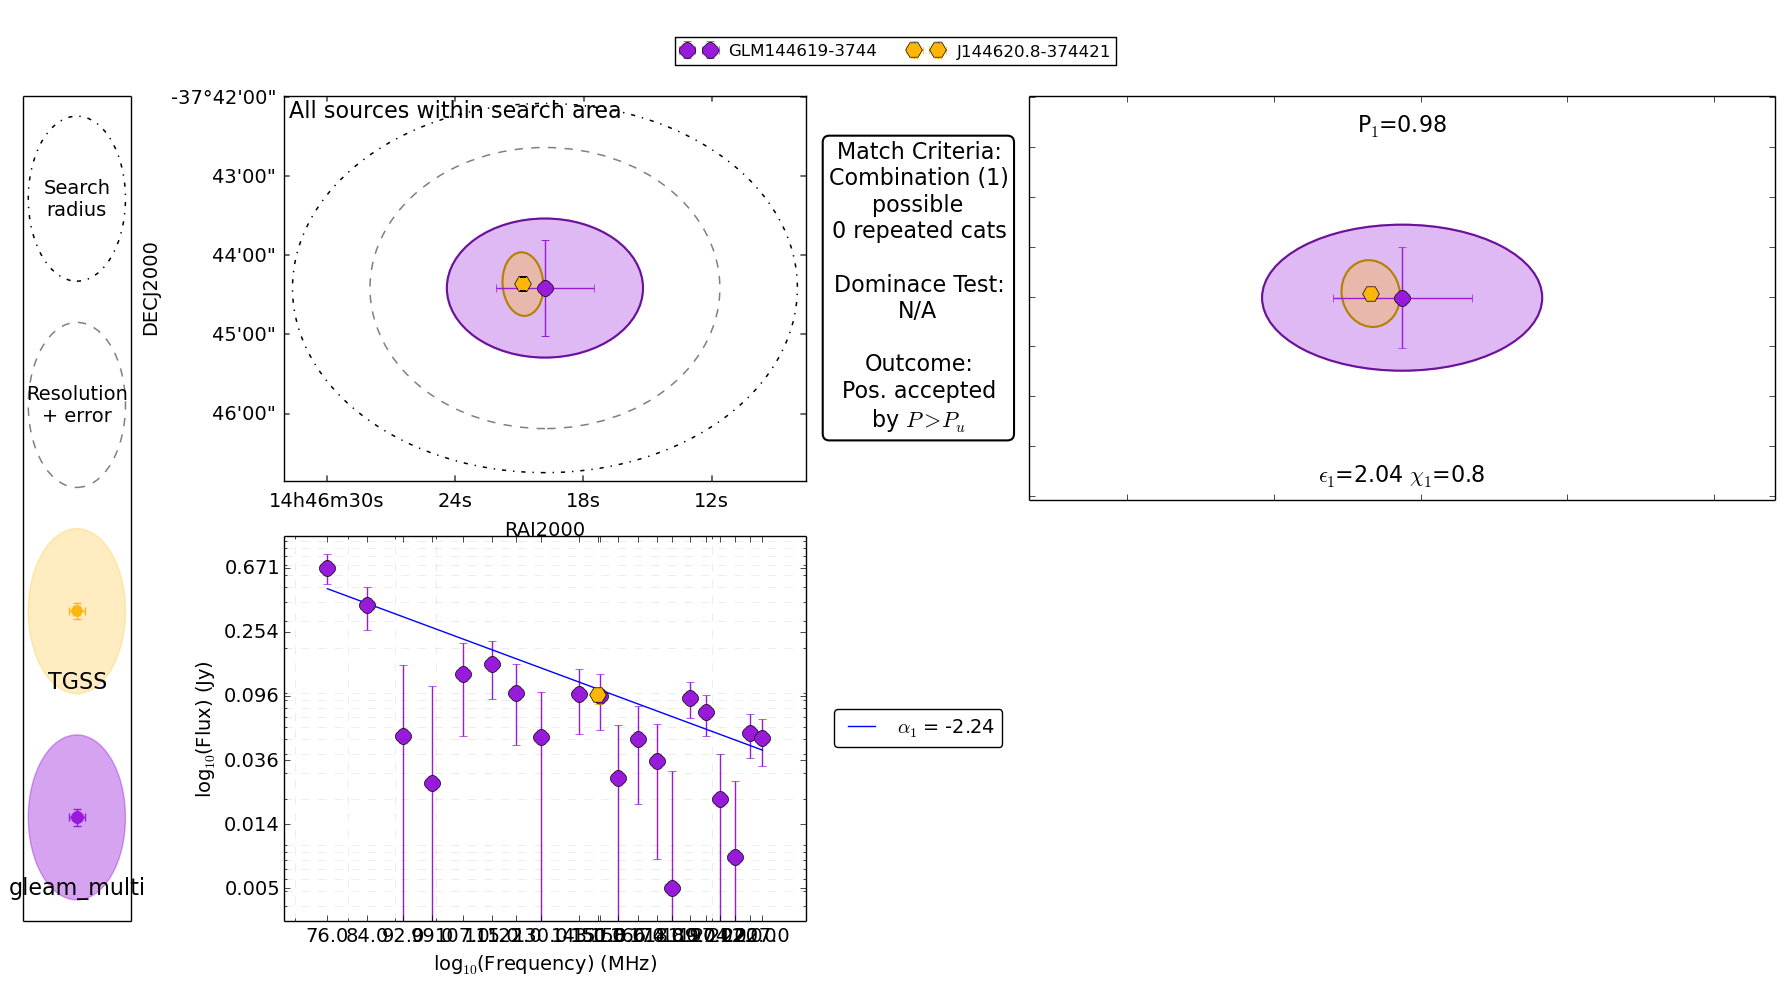 GLM144619-3744 J144620.8-374421
Search
radius
Resolution
+ error
TGSS
gleam_multi
All sources within search area
DECJ2000
-37°42'00"
43'00"
44'00"
45'00"
46'00"
14h46m30s 24s 18s 12s
RAJ2000
Match Criteria:
Combination (1)
possible
0 repeated cats
Dominace Test:
N/A
Outcome:
Pos. accepted
by P>Pu
P1=0.98
ϵ1=2.04 χ1=0.8
log10(Flux) (Jy)
0.671
0.254
0.096
0.036
0.014
0.005
76.0 84.0 92.0
log10(Frequency) (MHz)
α1 = -2.24